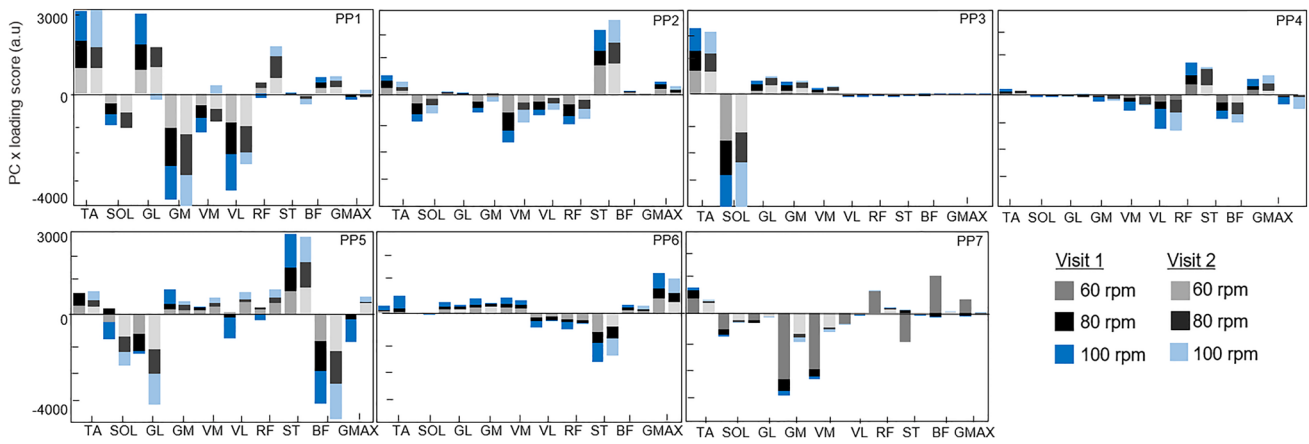 PC x loading score (a.u)
3000
0
-4000
PP1
PP2
PP3
PP4
TA SOL GL GM VM VL RF ST BF GMAX
TA SOL GL GM VM VL RF ST BF GMAX
TA SOL GL GM VM VL RF ST BF GMAX
TA SOL GL GM VM VL RF ST BF GMAX
3000
0
-4000
PP5
PP6
PP7
TA SOL GL GM VM VL RF ST BF GMAX
TA SOL GL GM VM VL RF ST BF GMAX
TA SOL GL GM VM VL RF ST BF GMAX
Visit 1 Visit 2
60 rpm 60 rpm
80 rpm 80 rpm
100 rpm 100 rpm